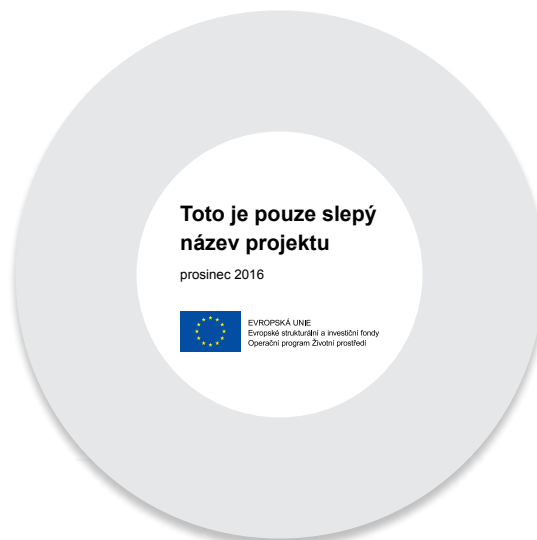 Toto je pouze slepý
název projektu
prosinec 2016
EVROPSKÁ UNIE
Evropské strukturální a investiční fondy
Operační program Životní prostředí